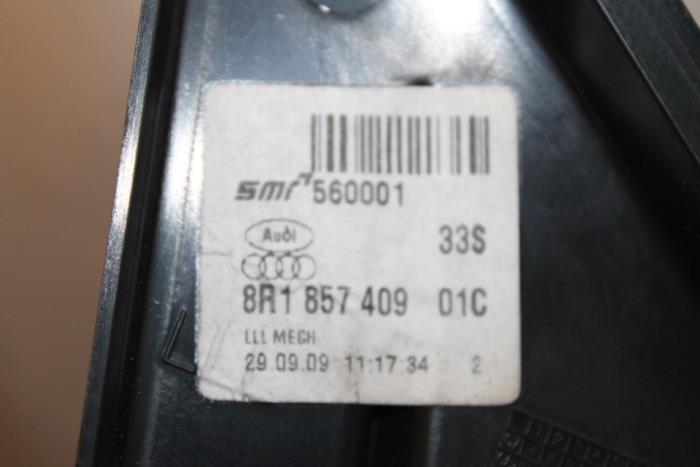 smr 560001
Audi 33S
8R1 857 409 01C
LLL MECH
29.09.09 11:17:34 2